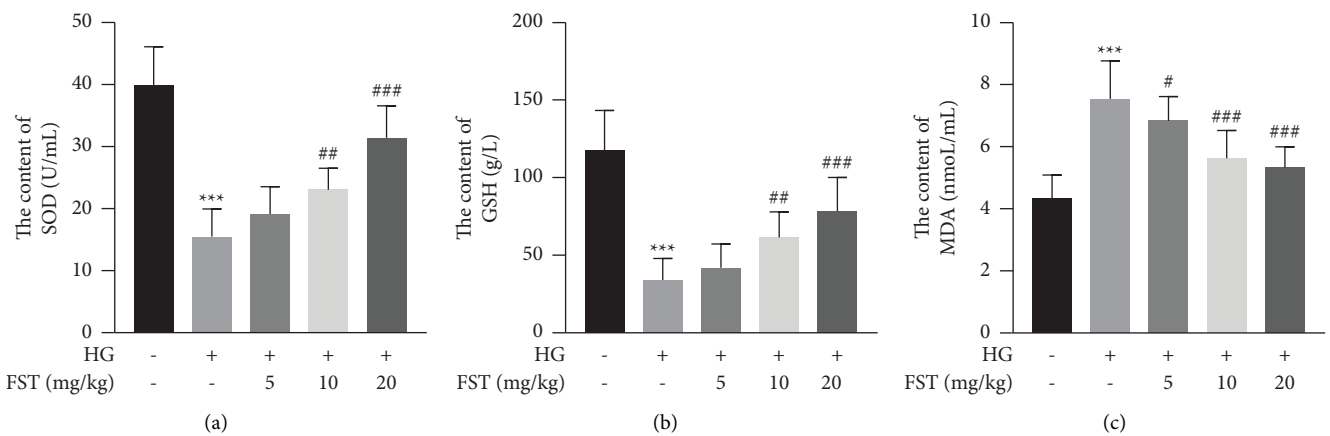 The content of
SOD (U/mL)
50
40
30
20
10
0
***
##
###
HG - + + + +
FST (mg/kg) - - 5 10 20
(a)
The content of
GSH (g/L)
200
150
100
50
0
***
##
###
HG - + + + +
FST (mg/kg) - - 5 10 20
(b)
The content of
MDA (nmoL/mL)
10
8
6
4
2
0
***
#
###
###
HG - + + + +
FST (mg/kg) - - 5 10 20
(c)